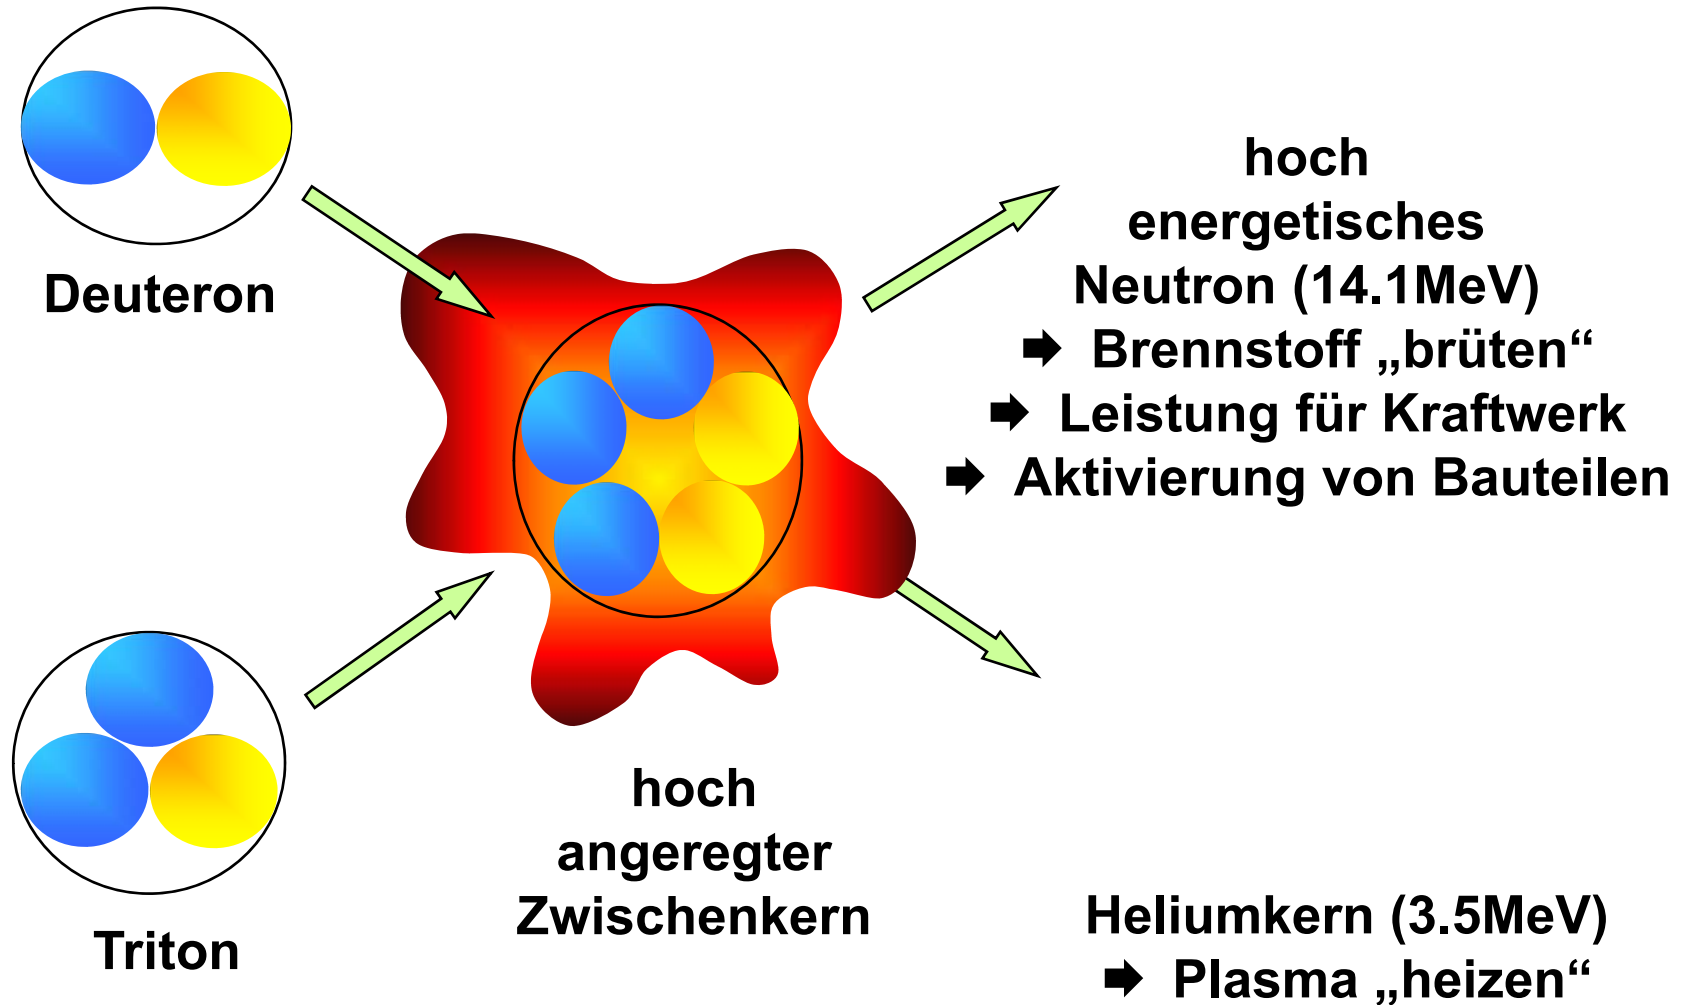 Deuteron
hoch
energetisches
Neutron (14.1MeV)
➨ Brennstoff „brüten“
➨ Leistung für Kraftwerk
➨ Aktivierung von Bauteilen
Triton
hoch
angeregter
Zwischenkern
Heliumkern (3.5MeV)
➨ Plasma „heizen“